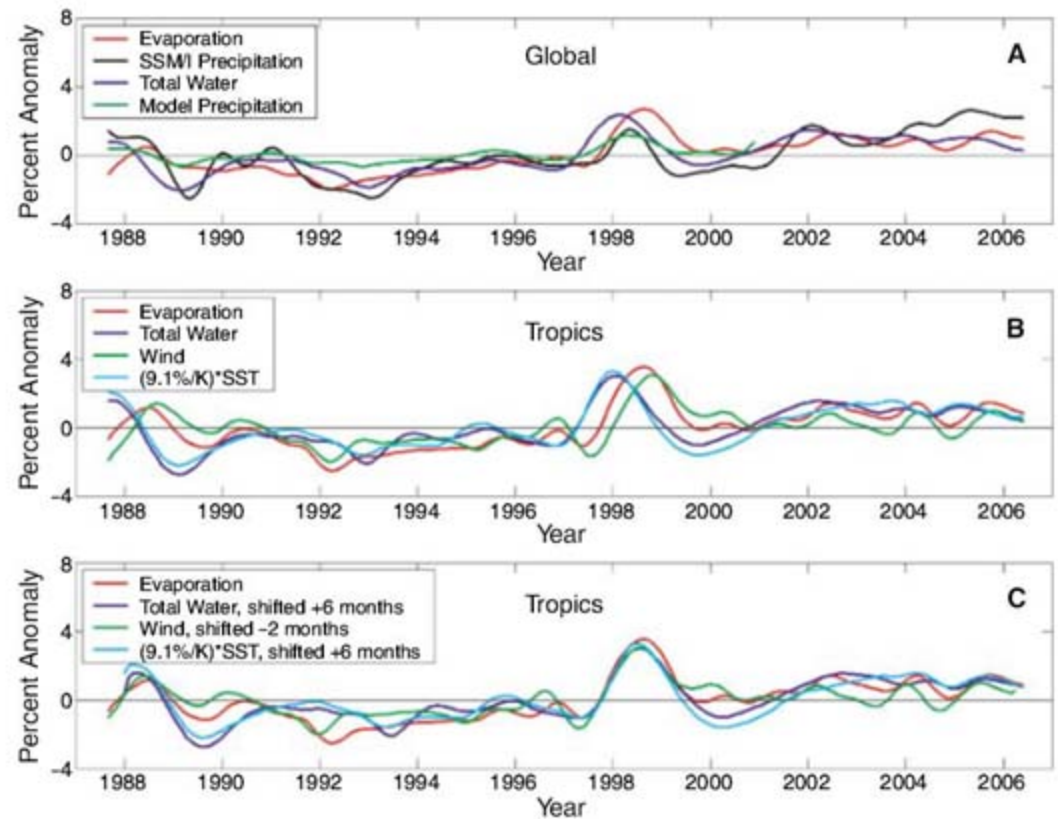 8
Evaporation
SSM/I Precipitation
Total Water
Model Precipitation
Global
A
Percent Anomaly
4
0
−4
1988 1990 1992 1994 1996 1998 2000 2002 2004 2006
Year
8
Evaporation
Total Water
Wind
(9.1%/K)*SST
Tropics
B
Percent Anomaly
4
0
−4
1988 1990 1992 1994 1996 1998 2000 2002 2004 2006
Year
8
Evaporation
Total Water, shifted +6 months
Wind, shifted −2 months
(9.1%/K)*SST, shifted +6 months
Tropics
C
Percent Anomaly
4
0
−4
1988 1990 1992 1994 1996 1998 2000 2002 2004 2006
Year